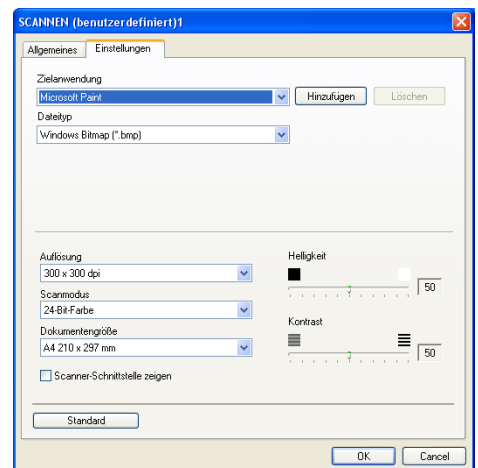 SCANNEN (benutzerdefiniert)1
Allgemeines Einstellungen
Zielanwendung
Microsoft Paint Hinzufügen Löschen
Dateityp
Windows Bitmap (*.bmp)
Auflösung Helligkeit
300 x 300 dpi
50
Scanmodus
24-Bit-Farbe
Kontrast
Dokumentengröße
A4 210 x 297 mm
50
Scanner-Schnittstelle zeigen
Standard
OK Cancel